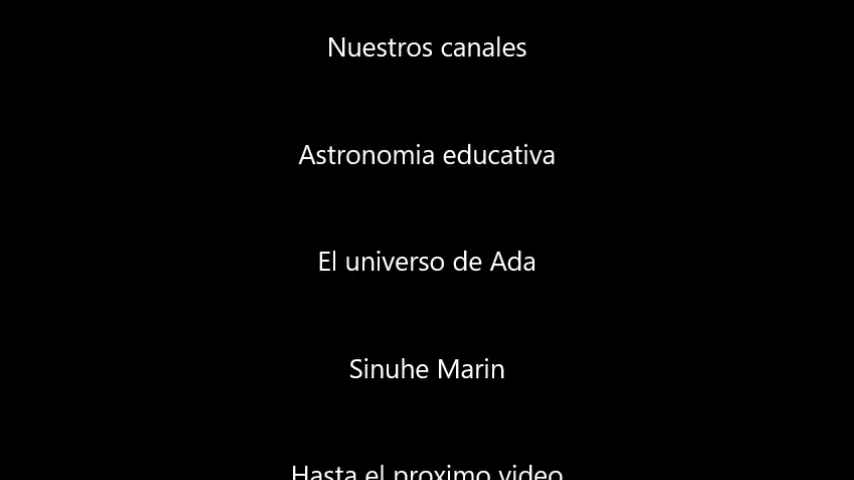 Nuestros canales
Astronomia educativa
El universo de Ada
Sinuhe Marin
Hasta el proximo video